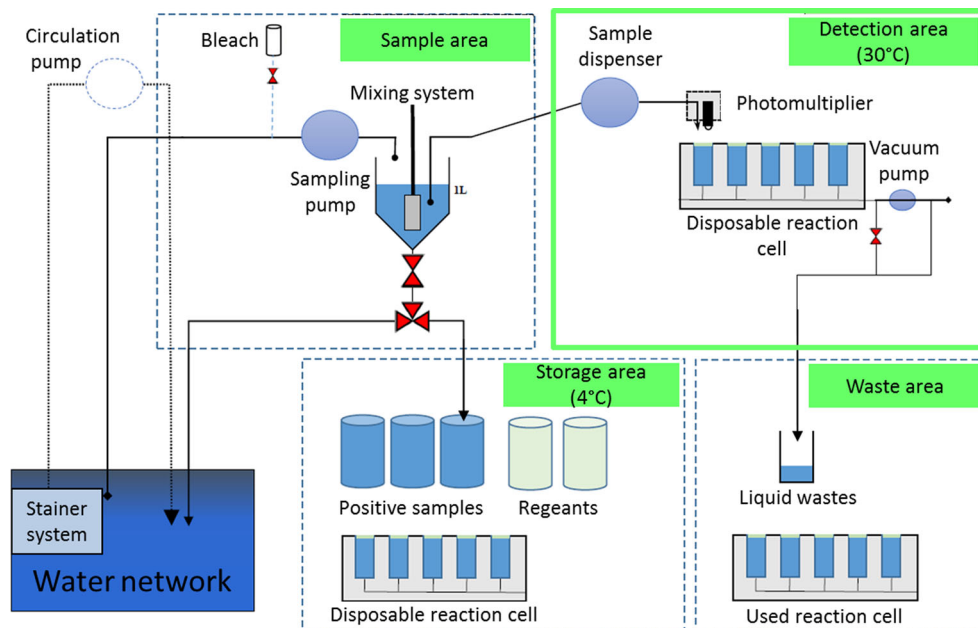 Circulation
pump
Bleach
Sample area
Mixing system
Sampling
pump
1L
Sample
dispenser
Detection area
(30°C)
Photomultiplier
Vacuum
pump
Disposable reaction
cell
Storage area
(4°C)
Positive samples
Regeants
Disposable reaction cell
Waste area
Liquid wastes
Used reaction cell
Stainer
system
Water network